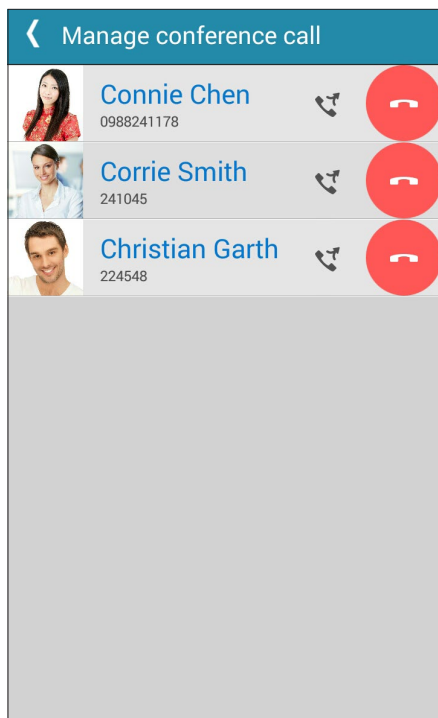 Manage conference call
Connie Chen
0988241178
Corrie Smith
241045
Christian Garth
224548